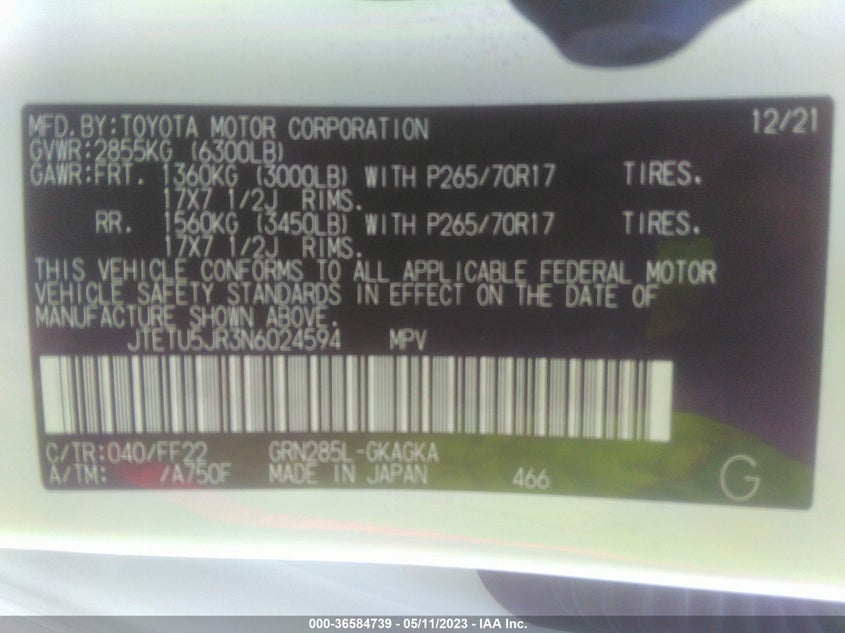 MFD.BY:TOYOTA MOTOR CORPORATION 12/21
GVWR:2855KG (6300LB)
GAWR:FRT. 1360KG (3000LB) WITH P265/70R17 TIRES.
17X7 1/2J RIMS.
RR. 1560KG (3450LB) WITH P265/70R17 TIRES.
17X7 1/2J RIMS.
THIS VEHICLE CONFORMS TO ALL APPLICABLE FEDERAL MOTOR
VEHICLE SAFETY STANDARDS IN EFFECT ON THE DATE OF
MANUFACTURE SHOWN ABOVE.
JTETU5JR3N6024594 MPV
C/TR:040/FF22 GRN285L-GKAGKA
A/TM: /A750F MADE IN JAPAN 466 G
000-36584739 - 05/11/2023 - IAA Inc.